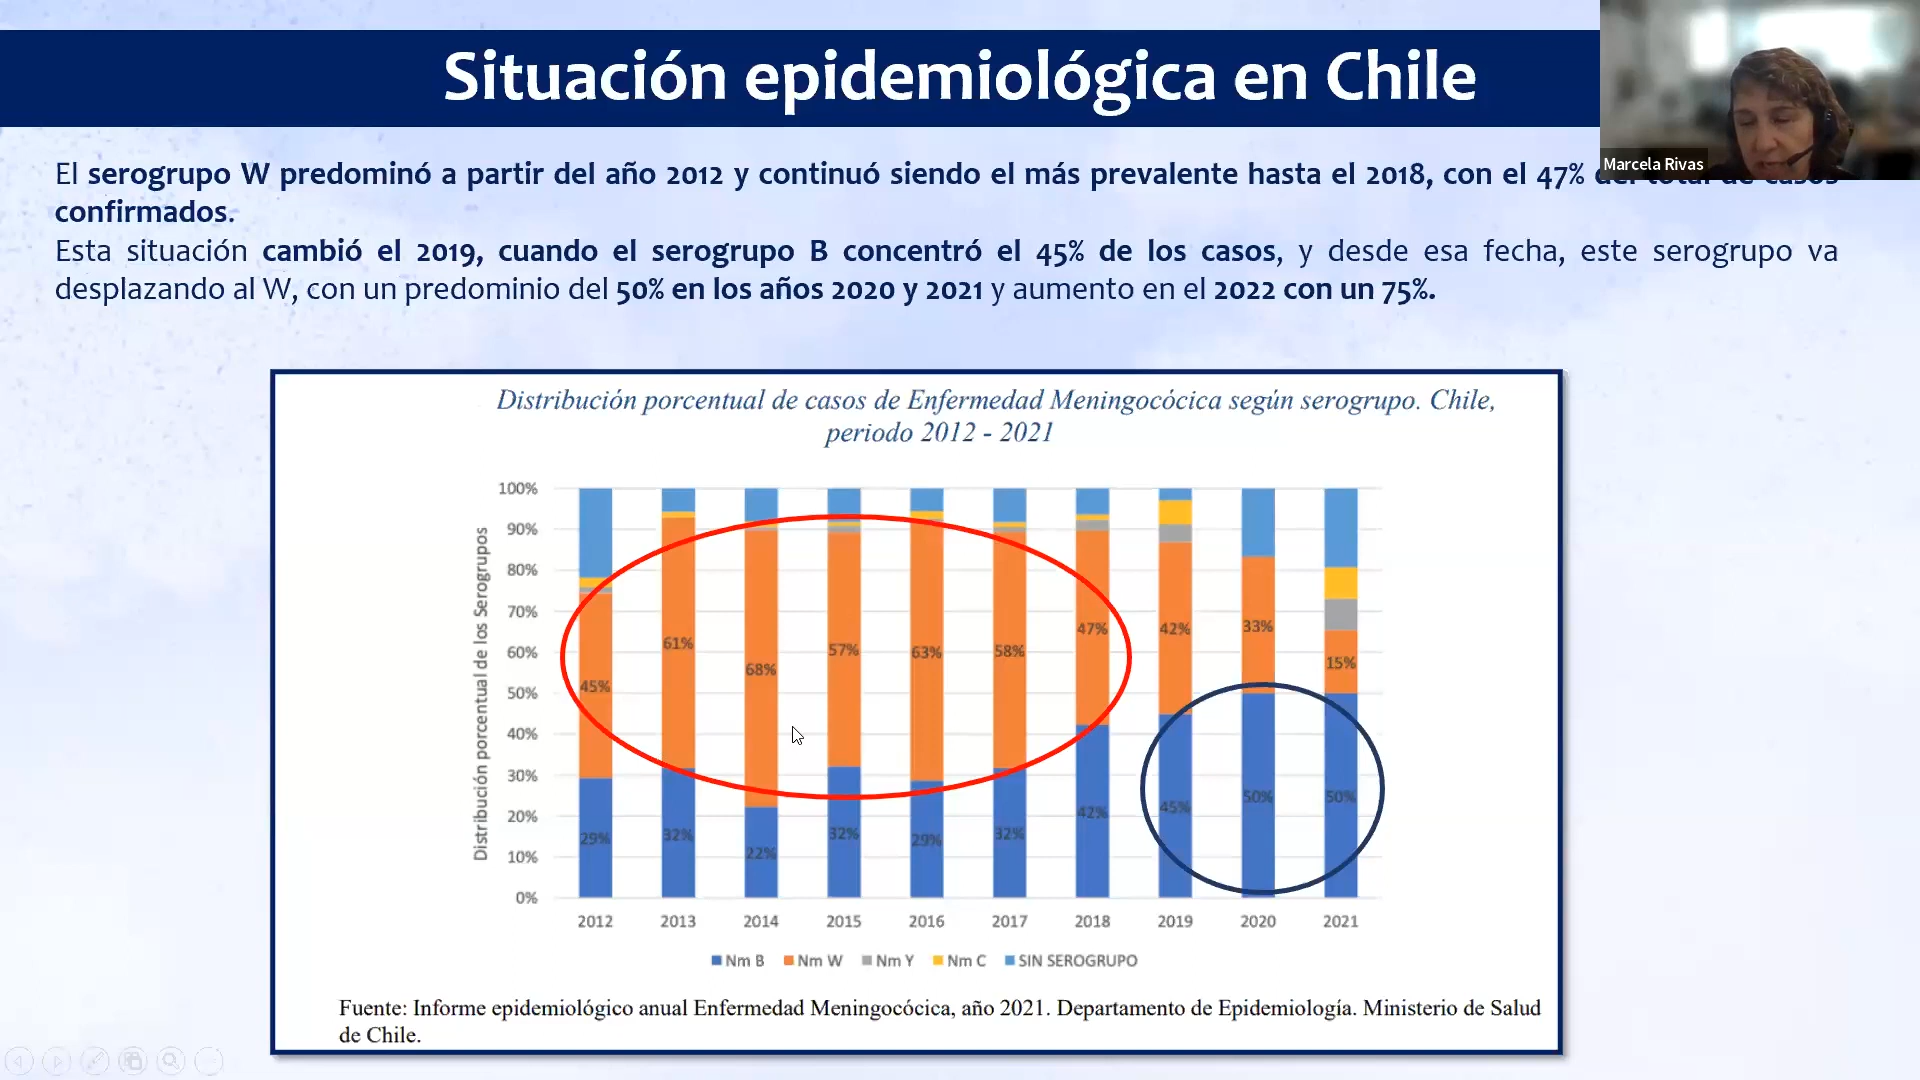 Situación epidemiológica en Chile
Marcela Rivas
El serogrupo W predominó a partir del año 2012 y continuó siendo el más prevalente hasta el 2018, con el 47% del total de casos
confirmados.
Esta situación cambió el 2019, cuando el serogrupo B concentró el 45% de los casos, y desde esa fecha, este serogrupo va
desplazando al W, con un predominio del 50% en los años 2020 y 2021 y aumento en el 2022 con un 75%.
Distribución porcentual de casos de Enfermedad Meningocócica según serogrupo. Chile,
periodo 2012 - 2021
Distribución porcentual de los Serogrupos
100%
90%
80%
70%
60%
50%
40%
30%
20%
10%
0%
45% 61% 68% 57% 63% 58% 47% 42% 33% 15%
29% 32% 22% 32% 29% 32% 42% 45% 50% 50%
2012 2013 2014 2015 2016 2017 2018 2019 2020 2021
Nm B Nm W Nm Y Nm C SIN SEROGRUPO
Fuente: Informe epidemiológico anual Enfermedad Meningocócica, año 2021. Departamento de Epidemiología. Ministerio de Salud
de Chile.